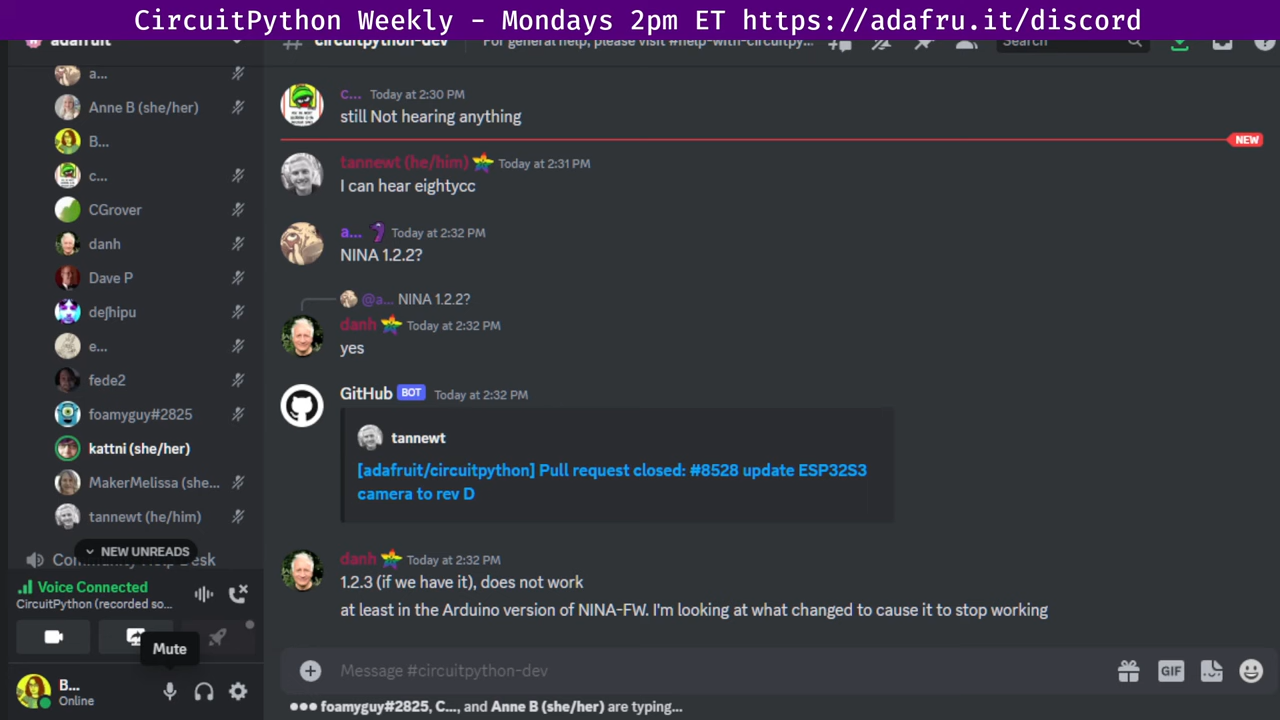 CircuitPython Weekly - Mondays 2pm ET https://adafru.it/discord
adafruit
circuitpython-dev
For general help, please visit #help-with-circuitpy...
Search
a...
Anne B (she/her)
B...
c...
CGrover
danh
Dave P
deʃhipu
e...
fede2
foamyguy#2825
kattni (she/her)
MakerMelissa (she...
tannewt (he/him)
Community Help Desk
NEW UNREADS
Voice Connected
CircuitPython (recorded so...
Mute
B...
Online
c... Today at 2:30 PM
still Not hearing anything
NEW
tannewt (he/him) Today at 2:31 PM
I can hear eightycc
a... Today at 2:32 PM
NINA 1.2.2?
@a... NINA 1.2.2?
danh Today at 2:32 PM
yes
GitHub BOT Today at 2:32 PM
tannewt
[adafruit/circuitpython] Pull request closed: #8528 update ESP32S3
camera to rev D
danh Today at 2:32 PM
1.2.3 (if we have it), does not work
at least in the Arduino version of NINA-FW. I'm looking at what changed to cause it to stop working
Message #circuitpython-dev
GIF
foamyguy#2825, C..., and Anne B (she/her) are typing...